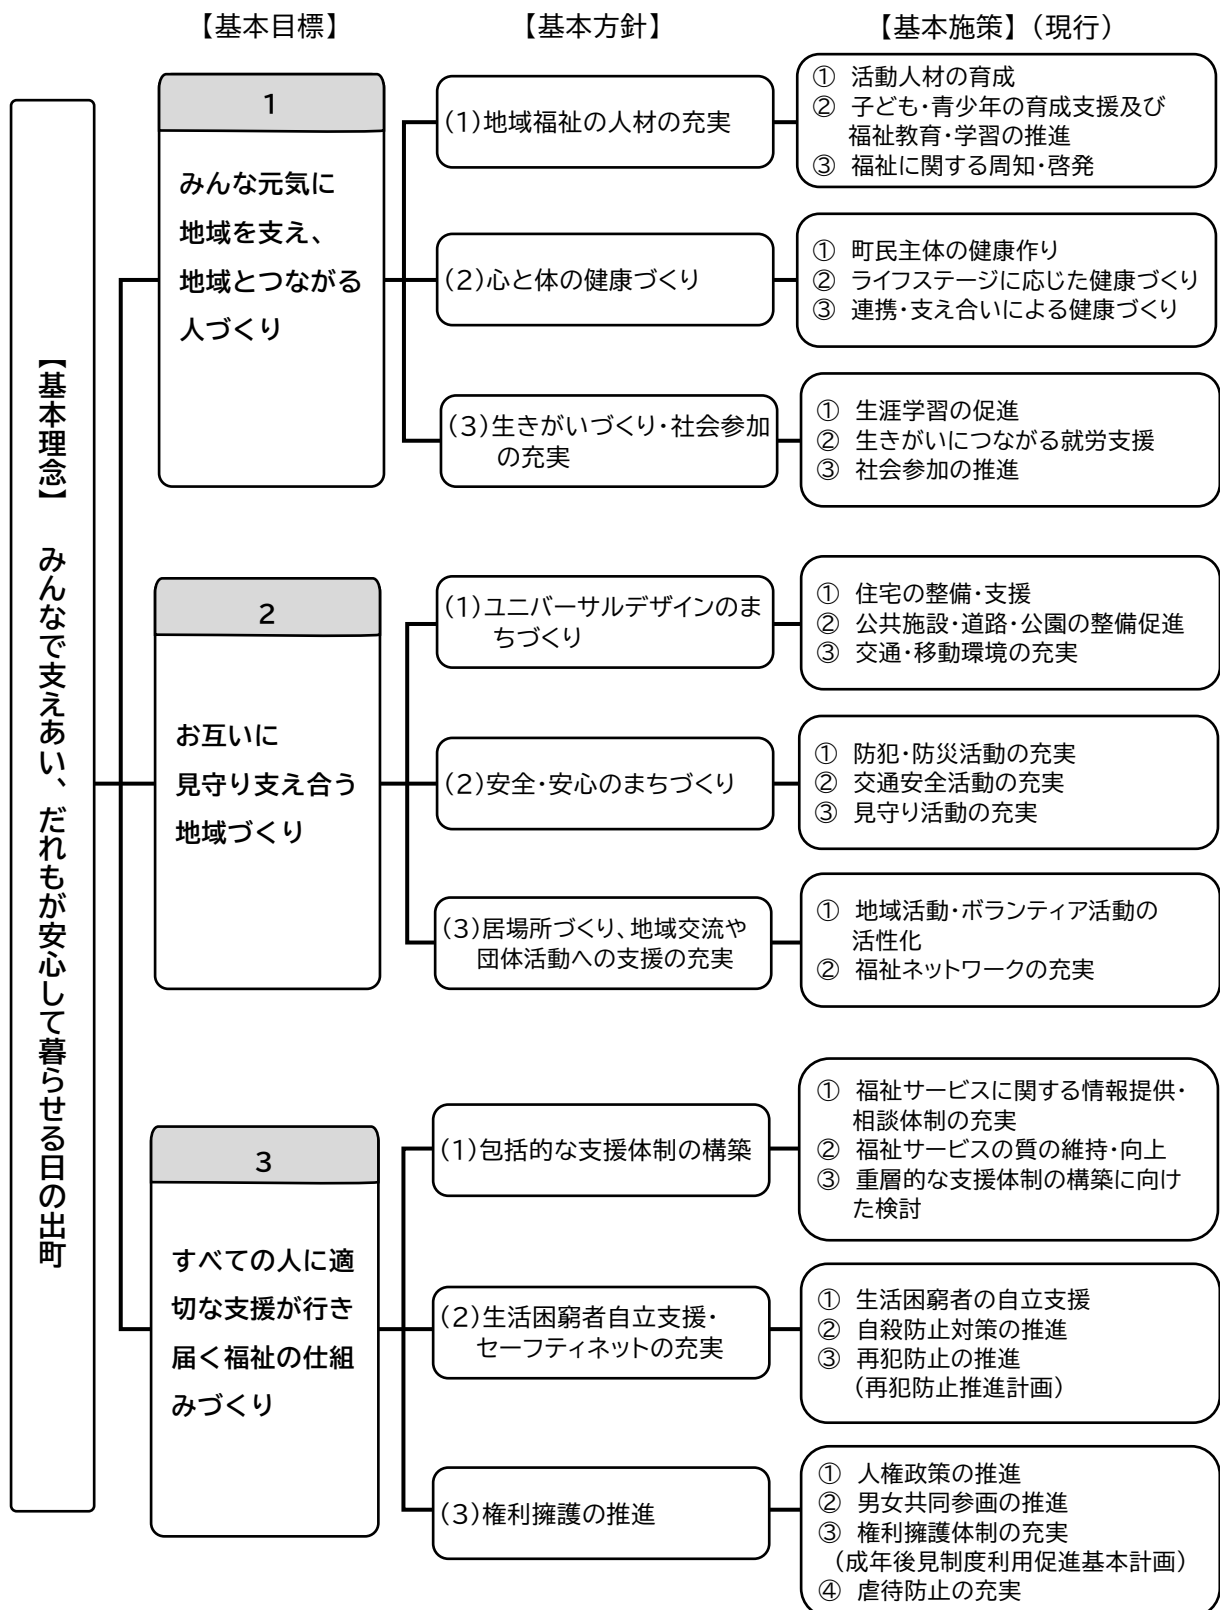 【基本目標】
【基本方針】
【基本施策】（現行）
【基本理念】　みんなで支えあい、だれもが安心して暮らせる日の出町
1
みんな元気に
地域を支え、
地域とつながる
人づくり
(1)地域福祉の人材の充実
① 活動人材の育成
② 子ども・青少年の育成支援及び
福祉教育・学習の推進
③ 福祉に関する周知・啓発
(2)心と体の健康づくり
① 町民主体の健康作り
② ライフステージに応じた健康づくり
③ 連携・支え合いによる健康づくり
(3)生きがいづくり・社会参加
の充実
① 生涯学習の促進
② 生きがいにつながる就労支援
③ 社会参加の推進
2
お互いに
見守り支え合う
地域づくり
(1)ユニバーサルデザインのま
ちづくり
① 住宅の整備・支援
② 公共施設・道路・公園の整備促進
③ 交通・移動環境の充実
(2)安全・安心のまちづくり
① 防犯・防災活動の充実
② 交通安全活動の充実
③ 見守り活動の充実
(3)居場所づくり、地域交流や
団体活動への支援の充実
① 地域活動・ボランティア活動の
活性化
② 福祉ネットワークの充実
3
すべての人に適
切な支援が行き
届く福祉の仕組
みづくり
(1)包括的な支援体制の構築
① 福祉サービスに関する情報提供・
相談体制の充実
② 福祉サービスの質の維持・向上
③ 重層的な支援体制の構築に向け
た検討
(2)生活困窮者自立支援・
セーフティネットの充実
① 生活困窮者の自立支援
② 自殺防止対策の推進
③ 再犯防止の推進
(再犯防止推進計画)
(3)権利擁護の推進
① 人権政策の推進
② 男女共同参画の推進
③ 権利擁護体制の充実
(成年後見制度利用促進基本計画)
④ 虐待防止の充実